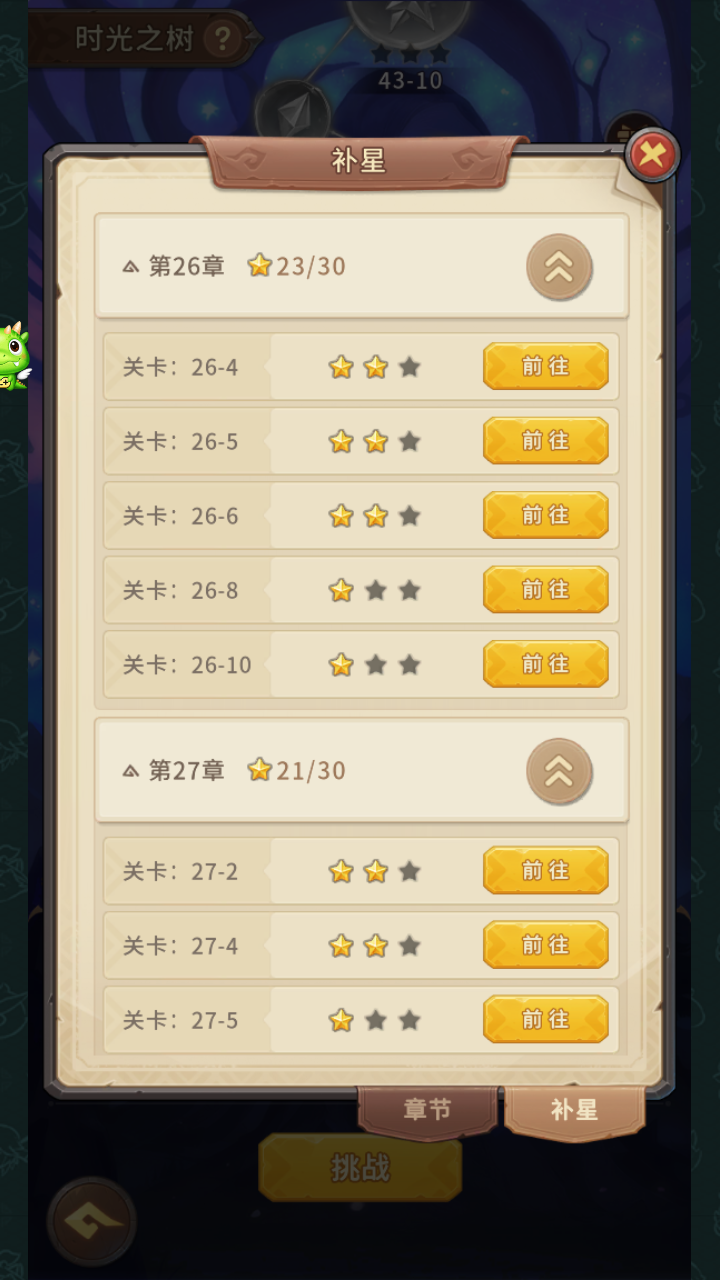 时光之树 ?
43-10
补星
第26章 23/30
关卡: 26-4 前往
关卡: 26-5 前往
关卡: 26-6 前往
关卡: 26-8 前往
关卡: 26-10 前往
第27章 21/30
关卡: 27-2 前往
关卡: 27-4 前往
关卡: 27-5 前往
章节 补星
挑战